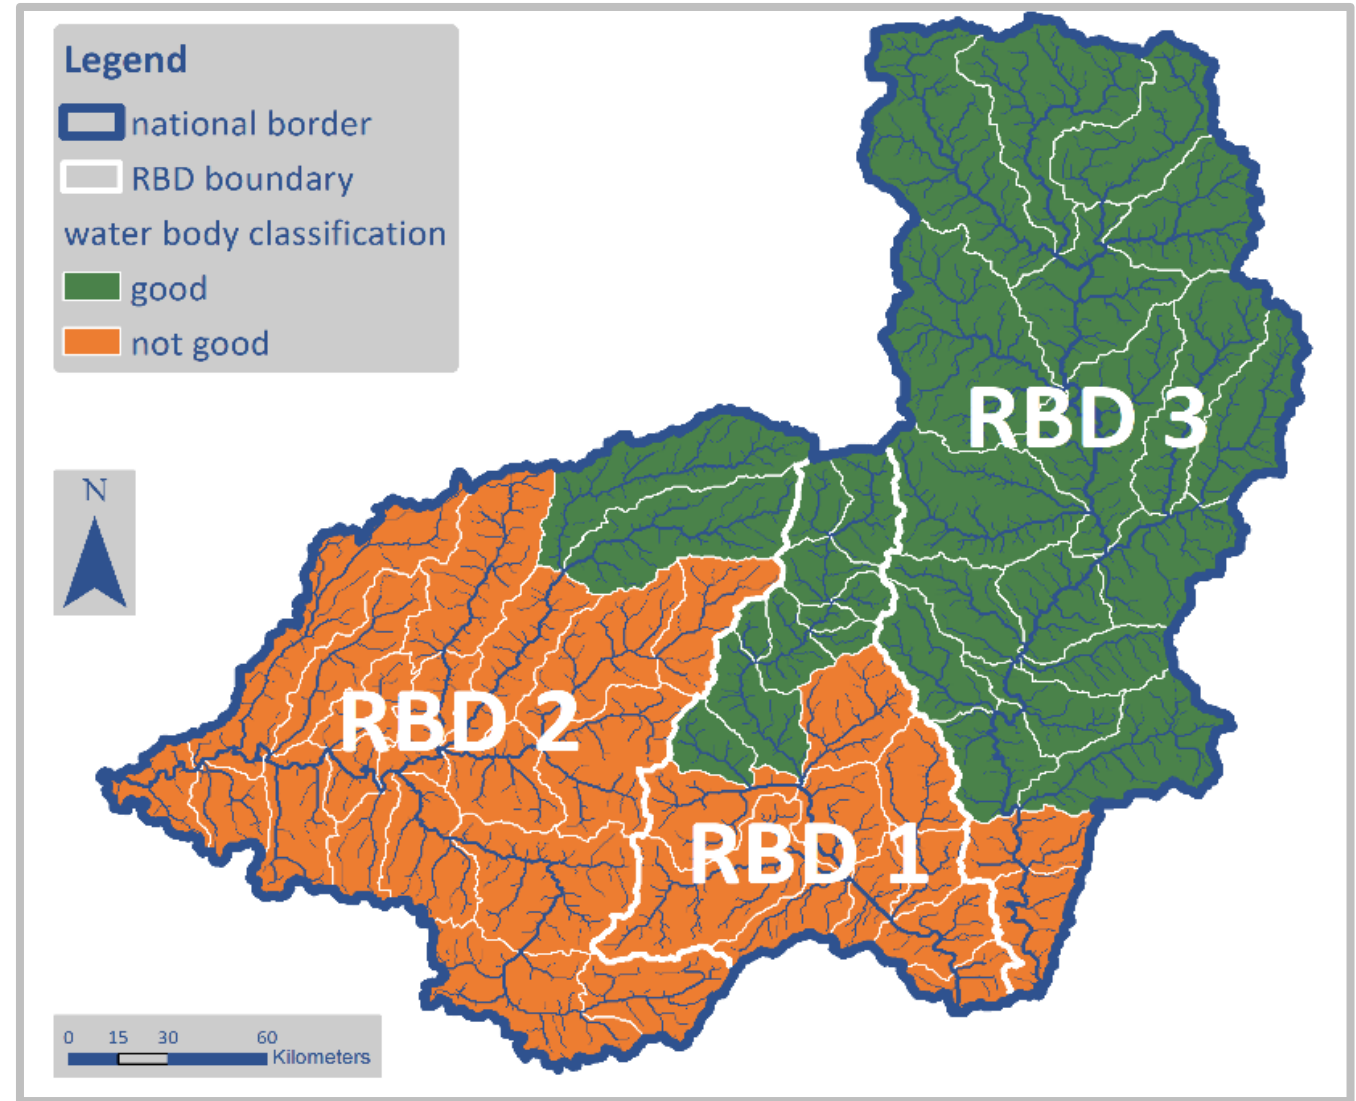 Legend
national border
RBD boundary
water body classification
good
not good
RBD 3
N
RBD 2
RBD 1
0 15 30 60
Kilometers